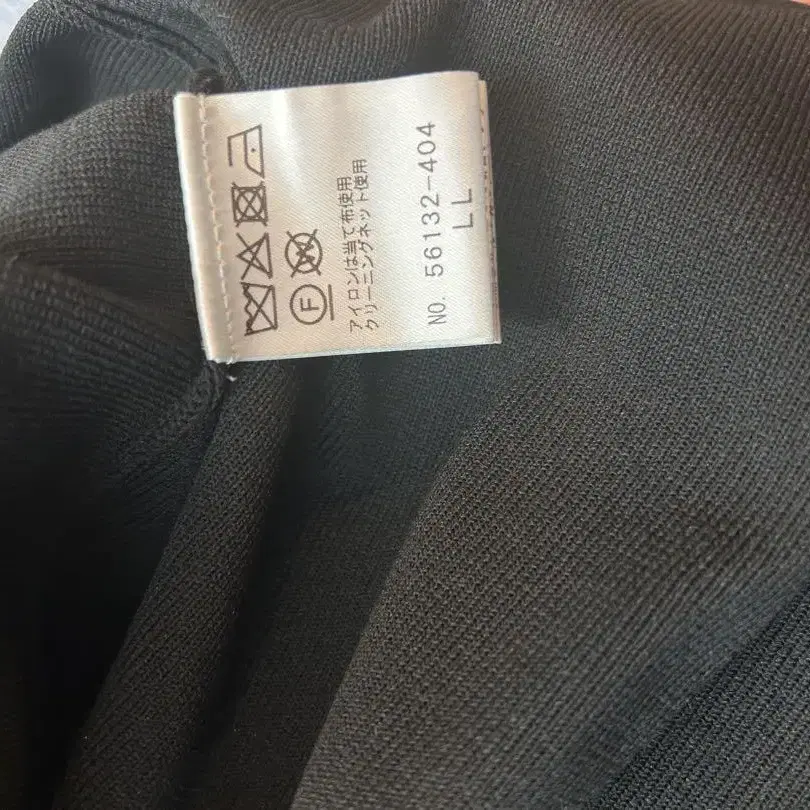 F
W
アイロンは当て布使用
クリーニングネット使用
NO. 56132-404
LL